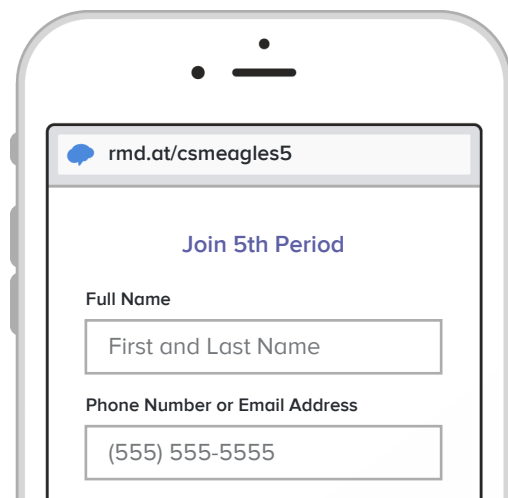 rmd.at/csmeagles5
Join 5th Period
Full Name
First and Last Name
Phone Number or Email Address
(555) 555-5555